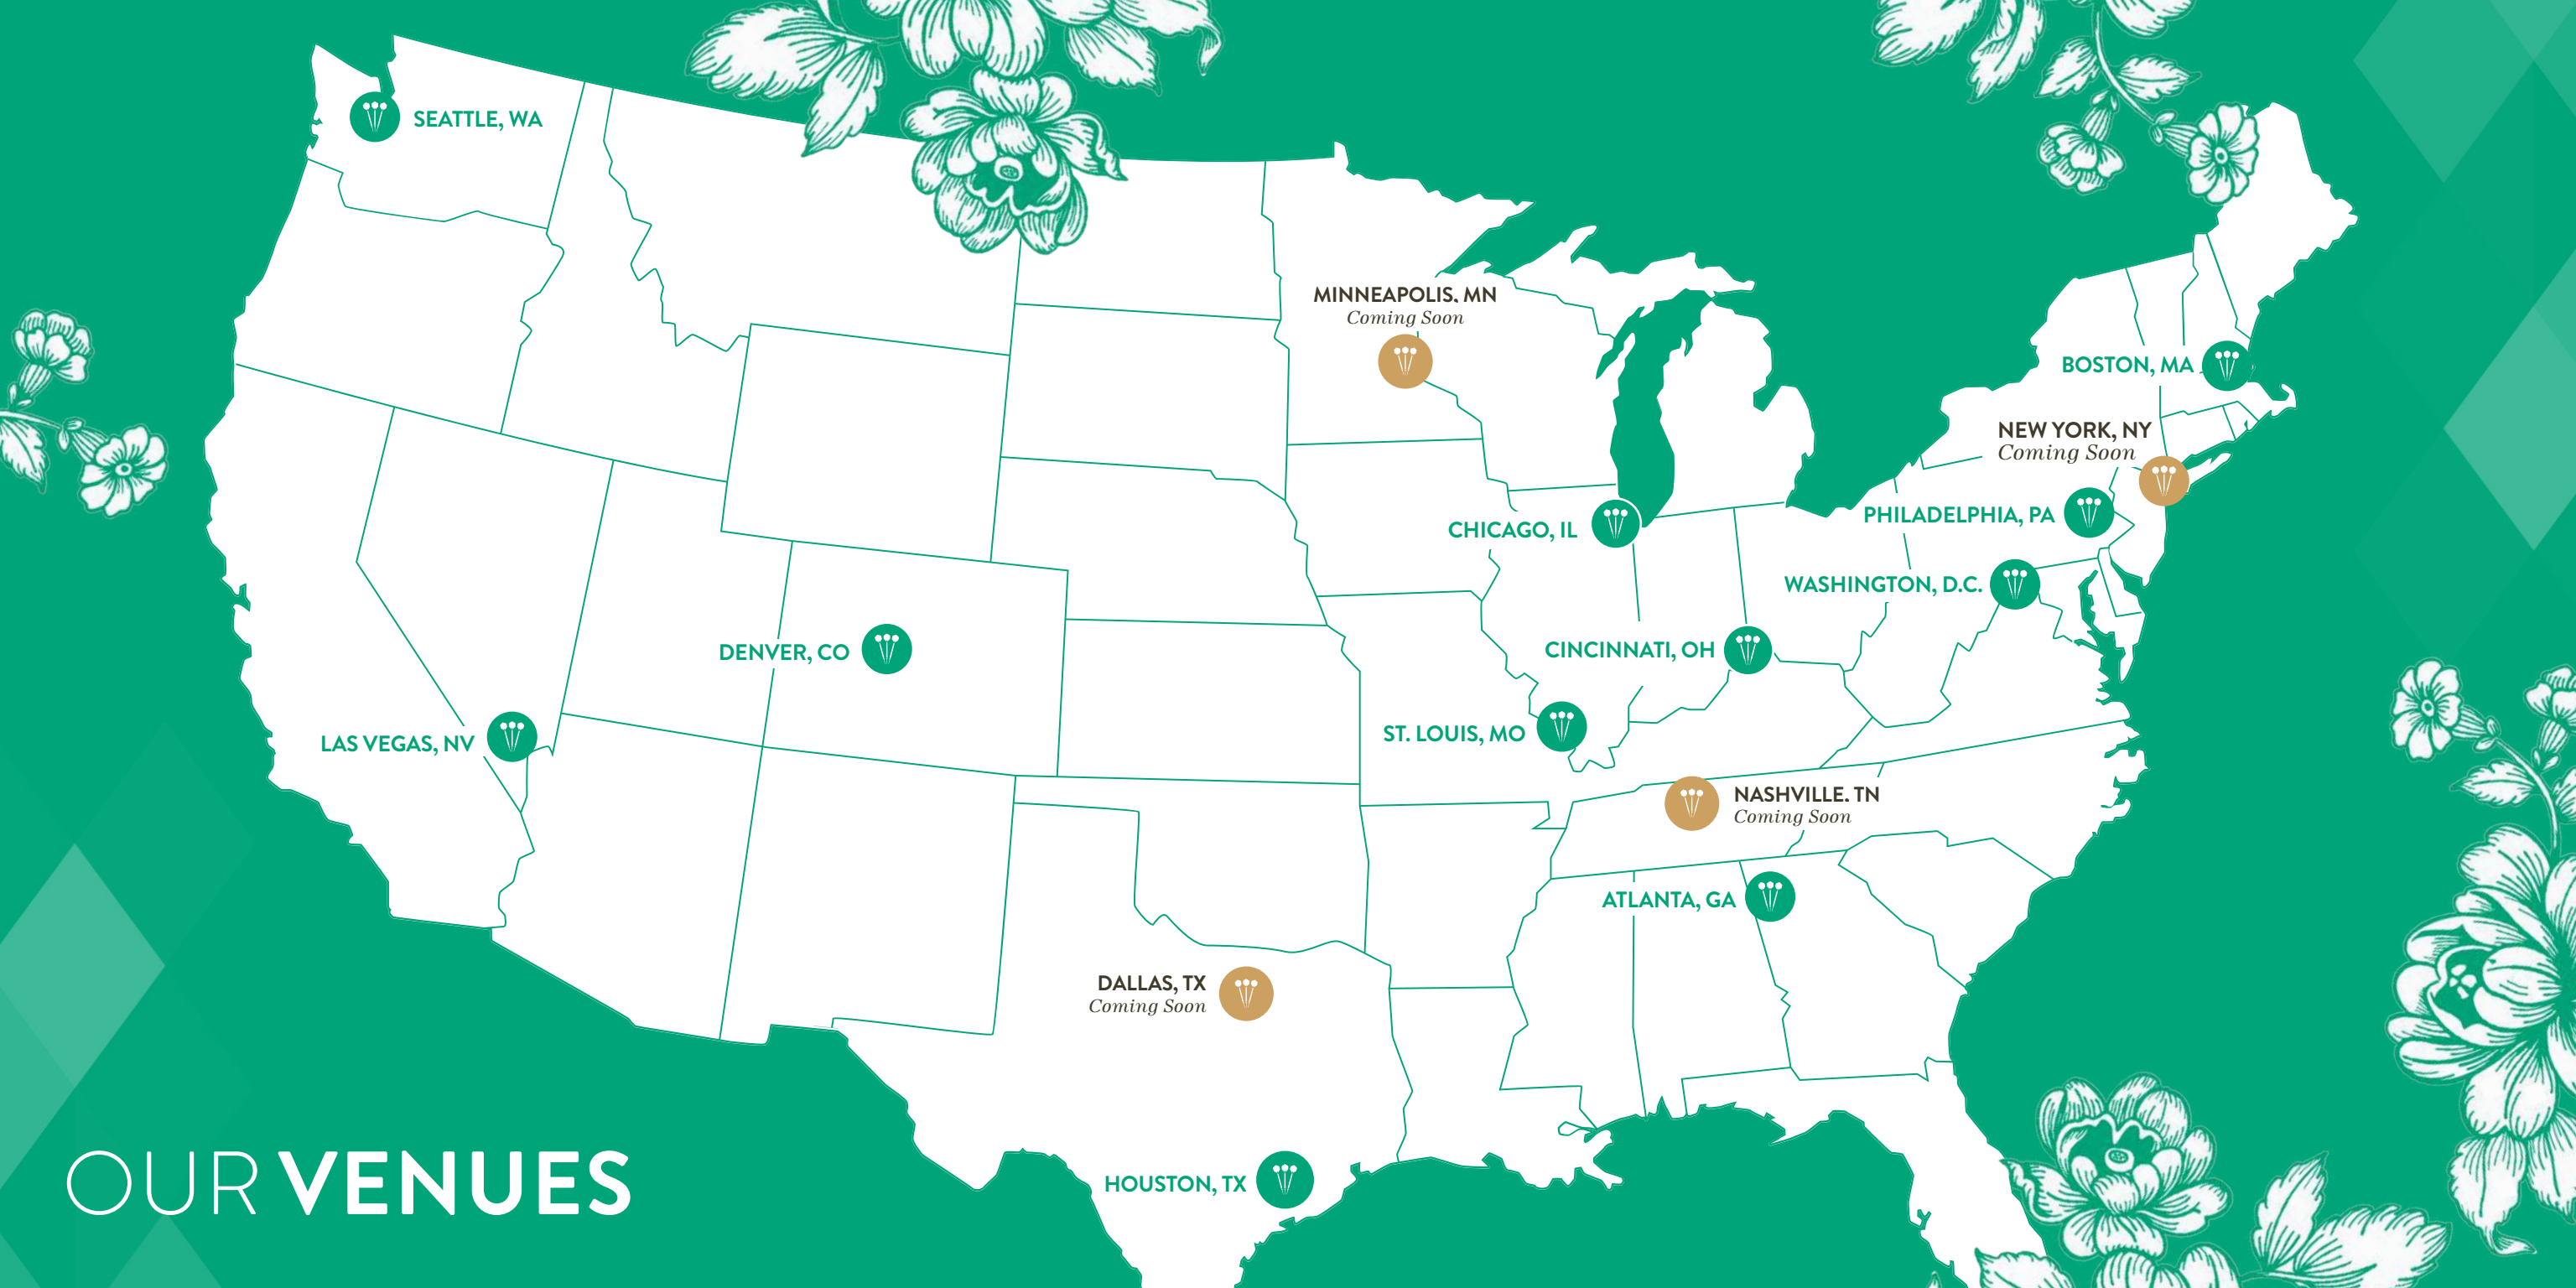 SEATTLE, WA
MINNEAPOLIS, MN
Coming Soon
BOSTON, MA
NEW YORK, NY
Coming Soon
PHILADELPHIA, PA
CHICAGO, IL
WASHINGTON, D.C.
DENVER, CO
CINCINNATI, OH
LAS VEGAS, NV
ST. LOUIS, MO
NASHVILLE. TN
Coming Soon
ATLANTA, GA
DALLAS, TX
Coming Soon
HOUSTON, TX
OUR VENUES